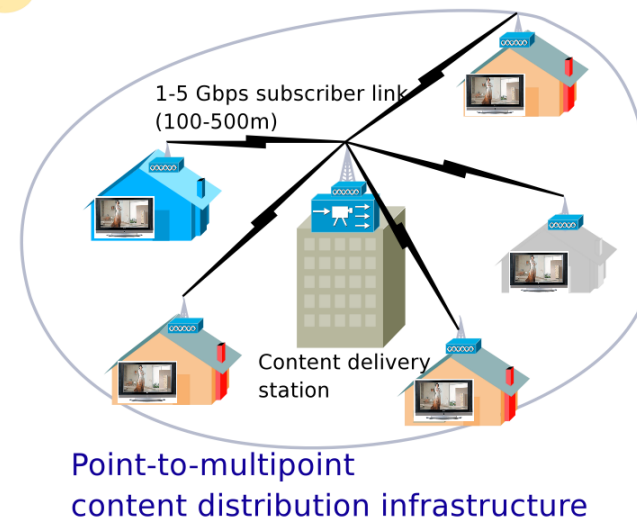 1-5 Gbps subscriber link
(100-500m)
Content delivery
station
Point-to-multipoint
content distribution infrastructure